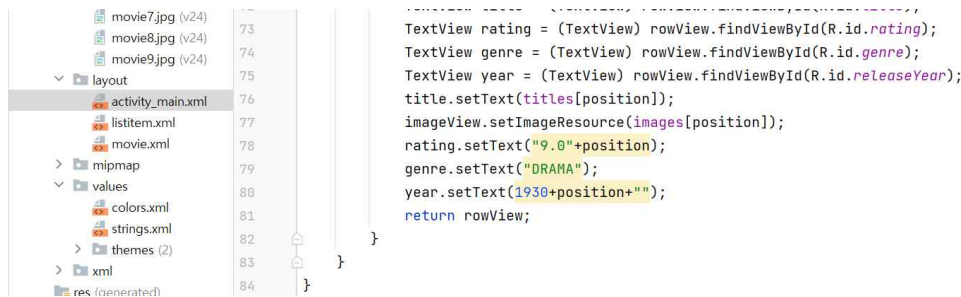 movie7.jpg (v24)
movie8.jpg (v24)
movie9.jpg (v24)
layout
activity_main.xml
listitem.xml
movie.xml
mipmap
values
colors.xml
strings.xml
themes (2)
xml
res (generated)
73 TextView rating = (TextView) rowView.findViewById(R.id.rating);
74 TextView genre = (TextView) rowView.findViewById(R.id.genre);
75 TextView year = (TextView) rowView.findViewById(R.id.releaseYear);
76 title.setText(titles[position]);
77 imageView.setImageResource(images[position]);
78 rating.setText("9.0"+position);
79 genre.setText("DRAMA");
80 year.setText(1930+position+"");
81 return rowView;
82 }
83 }
84 }